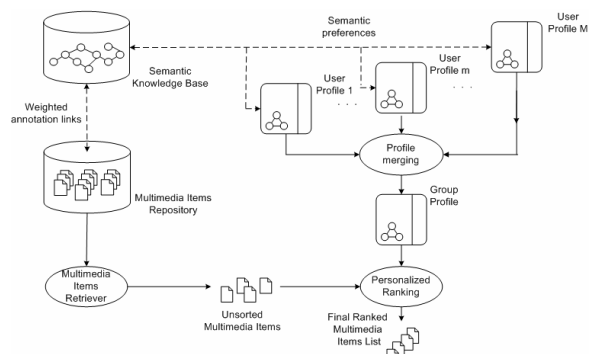 Semantic
preferences
User
Profile M
Semantic
Knowledge Base
User
Profile 1
. . .
User
Profile m
. . .
Weighted
annotation links
Profile
merging
Multimedia Items
Repository
Group
Profile
Multimedia
Items
Retriever
Personalized
Ranking
Unsorted
Multimedia Items
Final Ranked
Multimedia
Items List